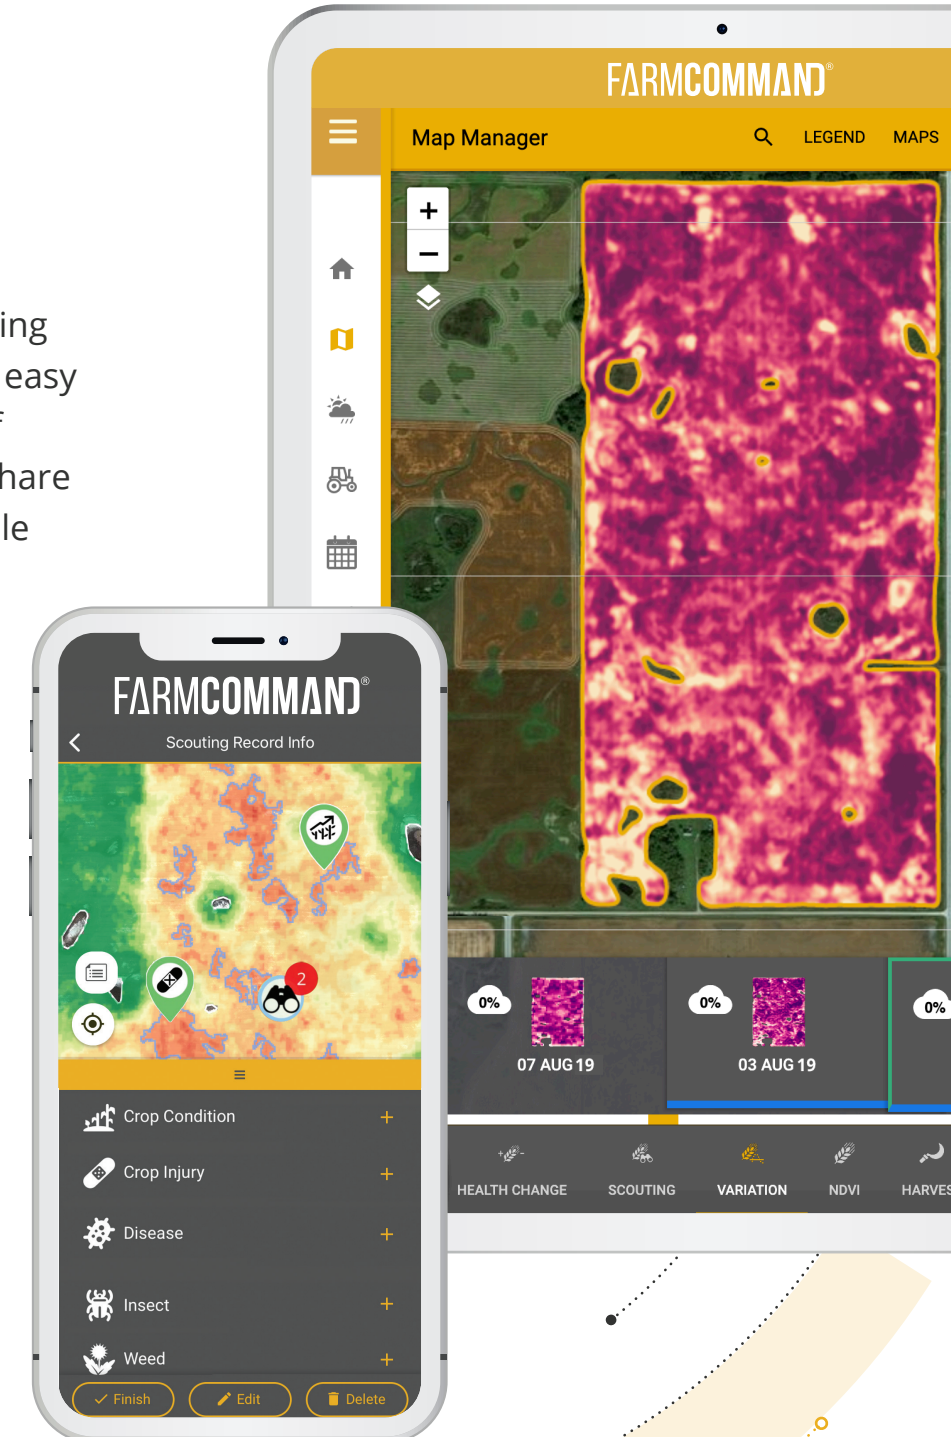 FARMCOMMAND®
Map Manager
LEGEND
MAPS
+
−
ing
easy
hare
le
FARMCOMMAND®
Scouting Record Info
2
0%
07 AUG 19
0%
03 AUG 19
0%
HEALTH CHANGE
SCOUTING
VARIATION
NDVI
HARVES
Crop Condition +
Crop Injury +
Disease +
Insect +
Weed +
Finish
Edit
Delete